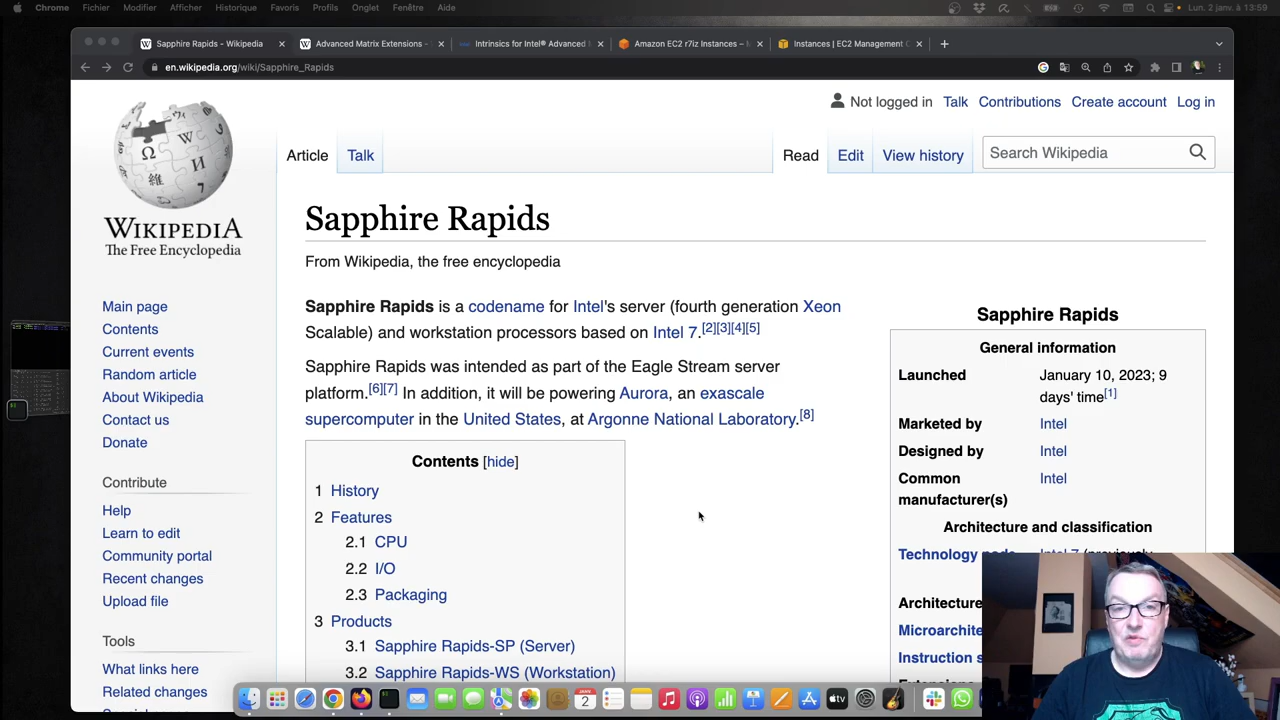 Chrome Fichier Modifier Afficher Historique Favoris Profils Onglet Fenêtre Aide Lun. 2 janv. à 13:59
Sapphire Rapids - Wikipedia Advanced Matrix Extensions - Intrinsics for Intel® Advanced Amazon EC2 r7iz Instances – Instances | EC2 Management
en.wikipedia.org/wiki/Sapphire_Rapids
Not logged in Talk Contributions Create account Log in
Article Talk Read Edit View history Search Wikipedia
WIKIPEDIA
The Free Encyclopedia
Main page
Contents
Current events
Random article
About Wikipedia
Contact us
Donate
Contribute
Help
Learn to edit
Community portal
Recent changes
Upload file
Tools
What links here
Related changes
Sapphire Rapids
From Wikipedia, the free encyclopedia
Sapphire Rapids is a codename for Intel's server (fourth generation Xeon
Scalable) and workstation processors based on Intel 7.[2][3][4][5]
Sapphire Rapids was intended as part of the Eagle Stream server
platform.[6][7] In addition, it will be powering Aurora, an exascale
supercomputer in the United States, at Argonne National Laboratory.[8]
Contents [hide]
1 History
2 Features
2.1 CPU
2.2 I/O
2.3 Packaging
3 Products
3.1 Sapphire Rapids-SP (Server)
3.2 Sapphire Rapids-WS (Workstation)
Sapphire Rapids
General information
Launched January 10, 2023; 9
days' time[1]
Marketed by Intel
Designed by Intel
Common Intel
manufacturer(s)
Architecture and classification
Technology node Intel 7 (previously
Architecture
Microarchite
Instruction s
JANV.
2
tv